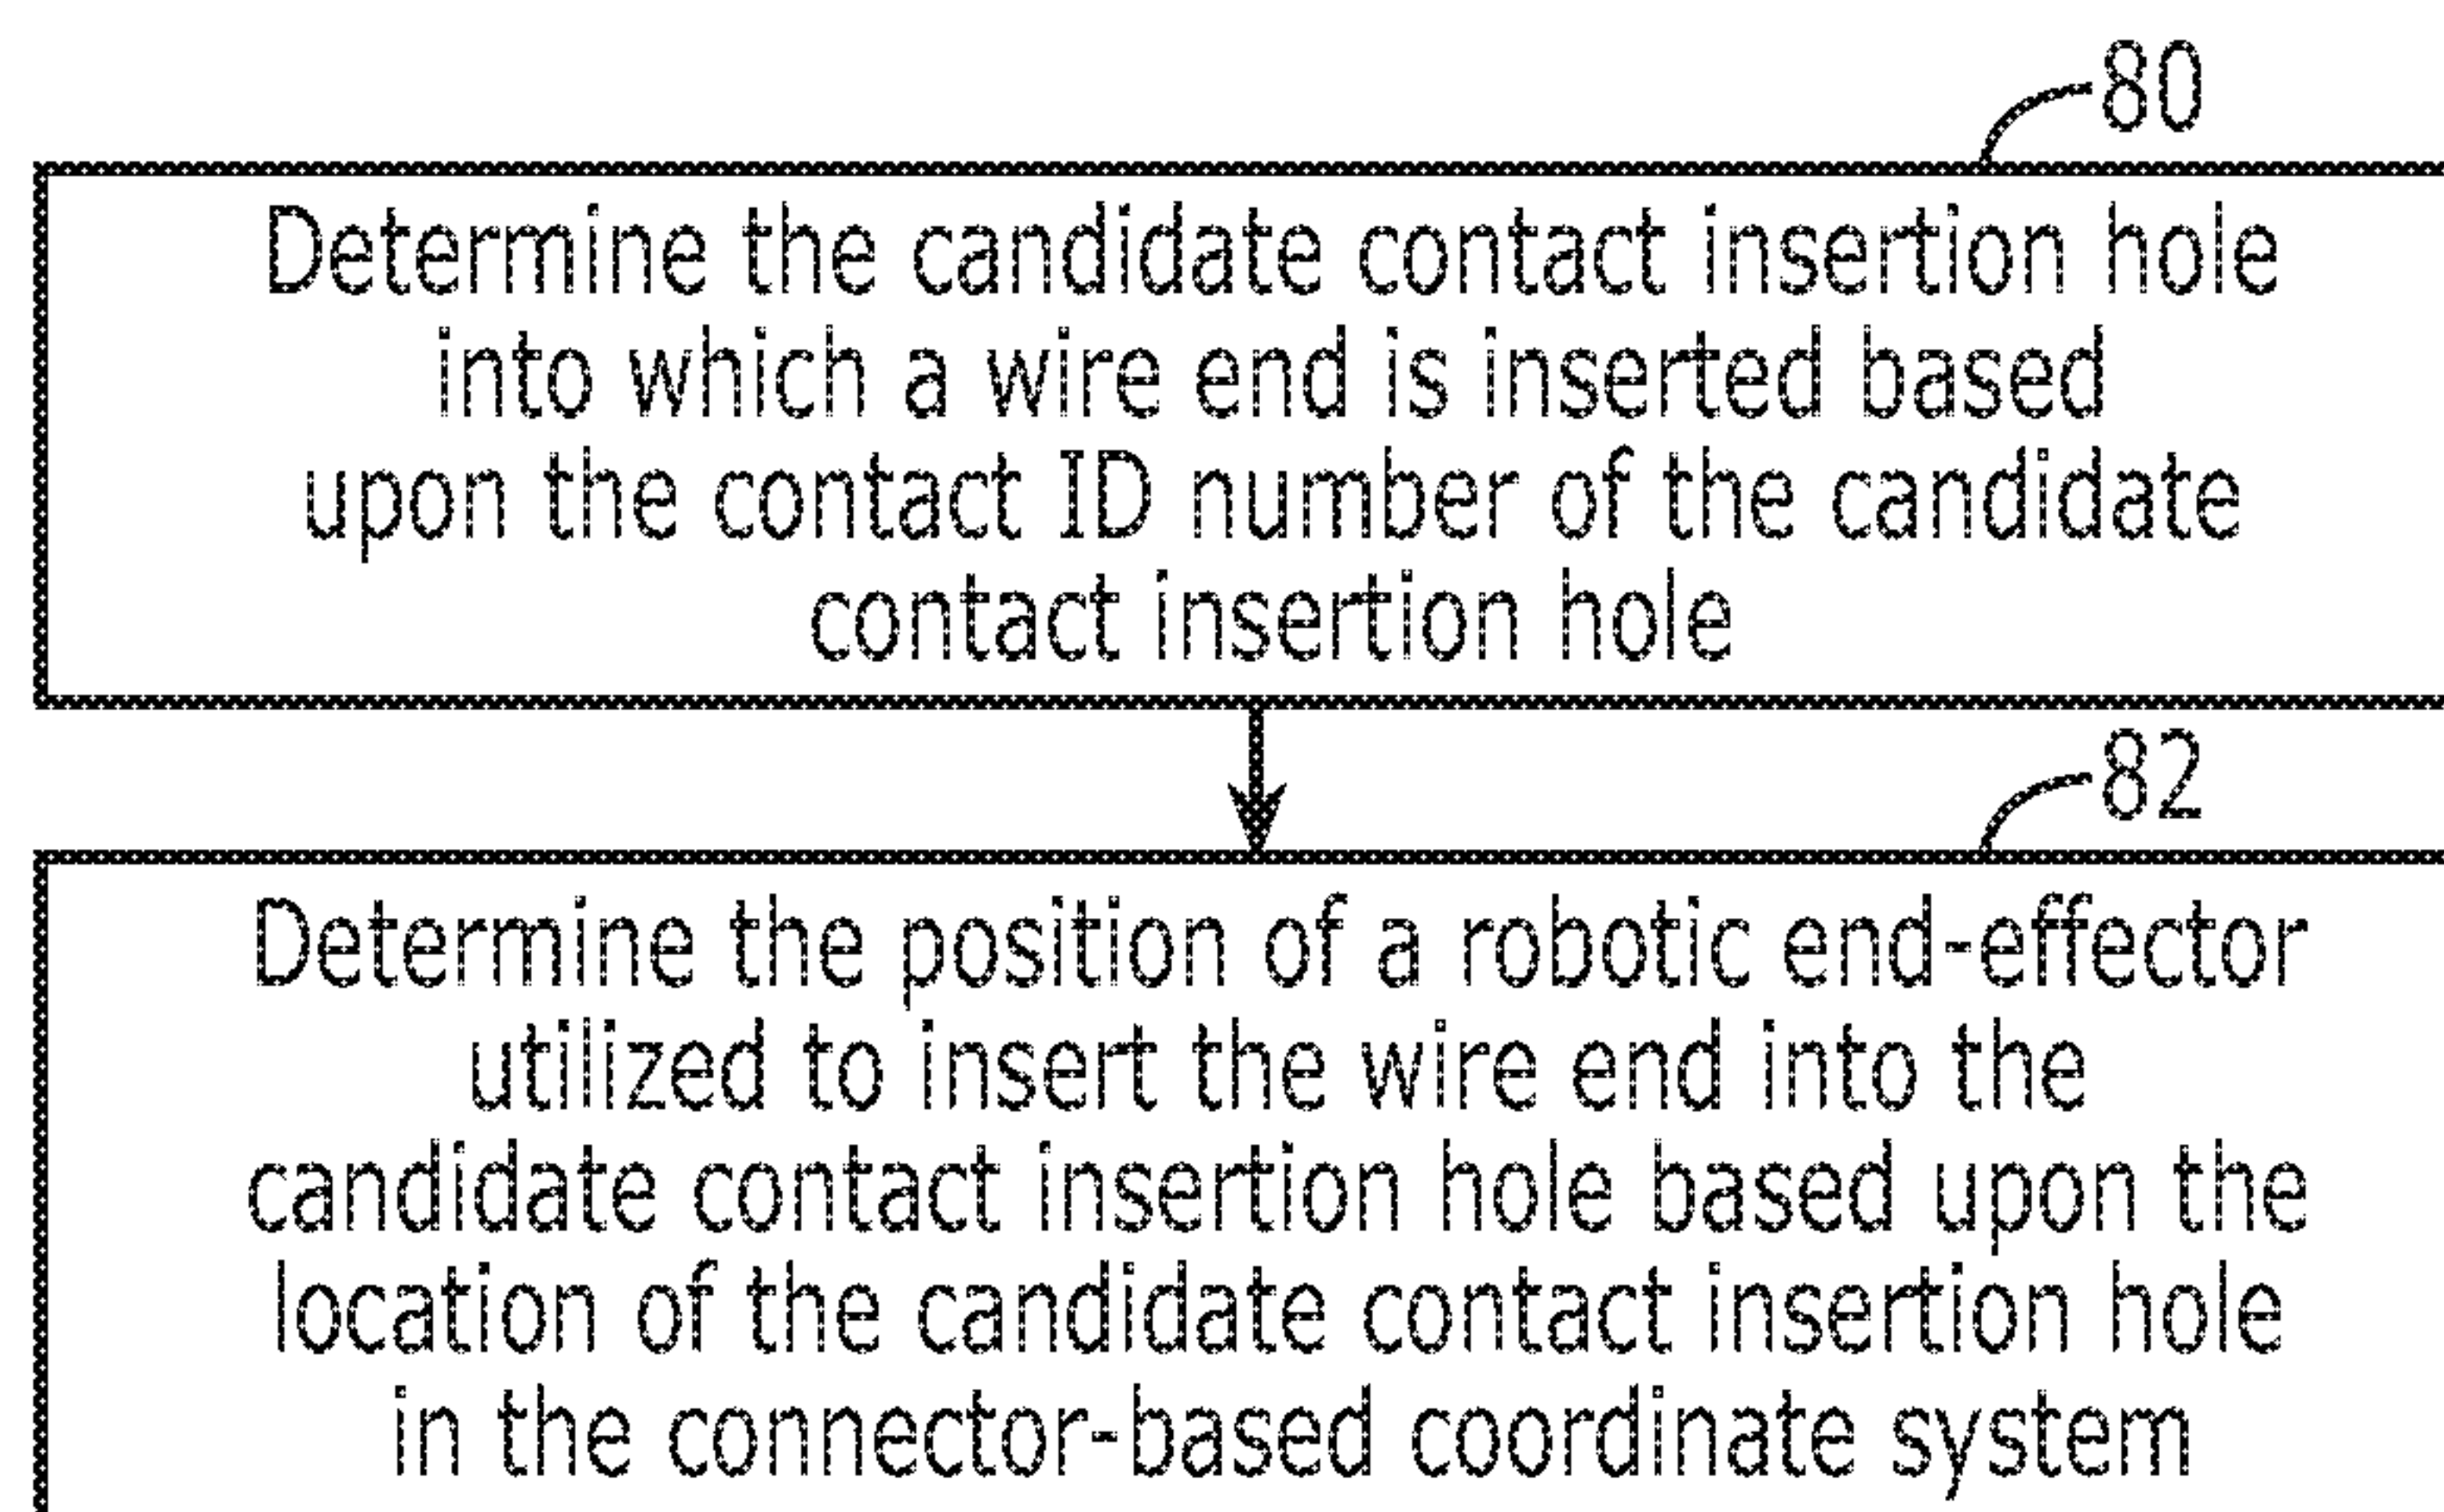 80
Determine the candidate contact insertion hole
into which a wire end is inserted based
upon the contact ID number of the candidate
contact insertion hole
82
Determine the position of a robotic end-effector
utilized to insert the wire end into the
candidate contact insertion hole based upon the
location of the candidate contact insertion hole
in the connector-based coordinate system